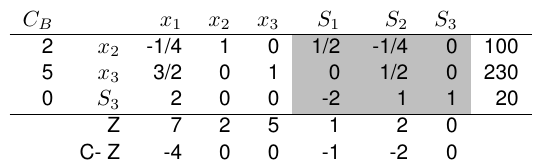 C_B x_1 x_2 x_3 S_1 S_2 S_3
2 x_2 -1/4 1 0 1/2 -1/4 0 100
5 x_3 3/2 0 1 0 1/2 0 230
0 S_3 2 0 0 -2 1 1 20
Z 7 2 5 1 2 0
C- Z -4 0 0 -1 -2 0